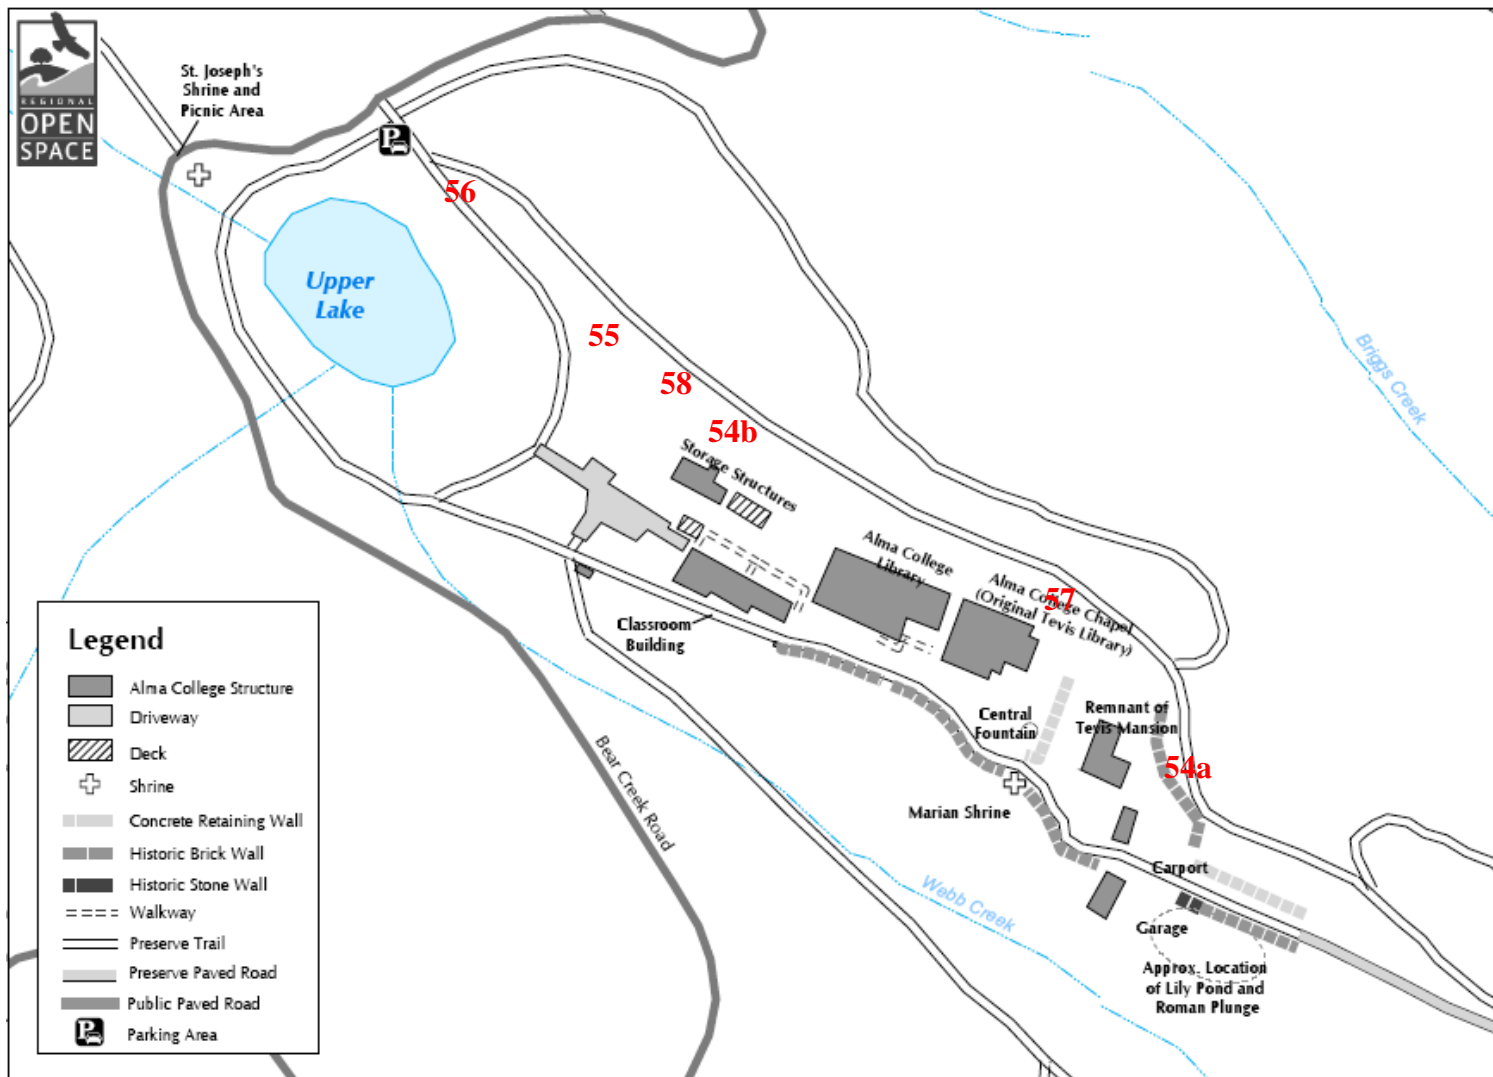 REGIONAL
OPEN
SPACE
St. Joseph's
Shrine and
Picnic Area
P
56
Upper
Lake
55
58
54b
Storage Structures
Briggs Creek
Alma College
Library
Alma College Chapel
(Original Tevis Library)
57
Classroom
Building
Central
Fountain
Remnant of
Tevis Mansion
54a
Marian Shrine
Bear Creek Road
Webb Creek
Carport
Garage
Approx. Location
of Lily Pond and
Roman Plunge
Legend
Alma College Structure
Driveway
Deck
Shrine
Concrete Retaining Wall
Historic Brick Wall
Historic Stone Wall
Walkway
Preserve Trail
Preserve Paved Road
Public Paved Road
P
Parking Area